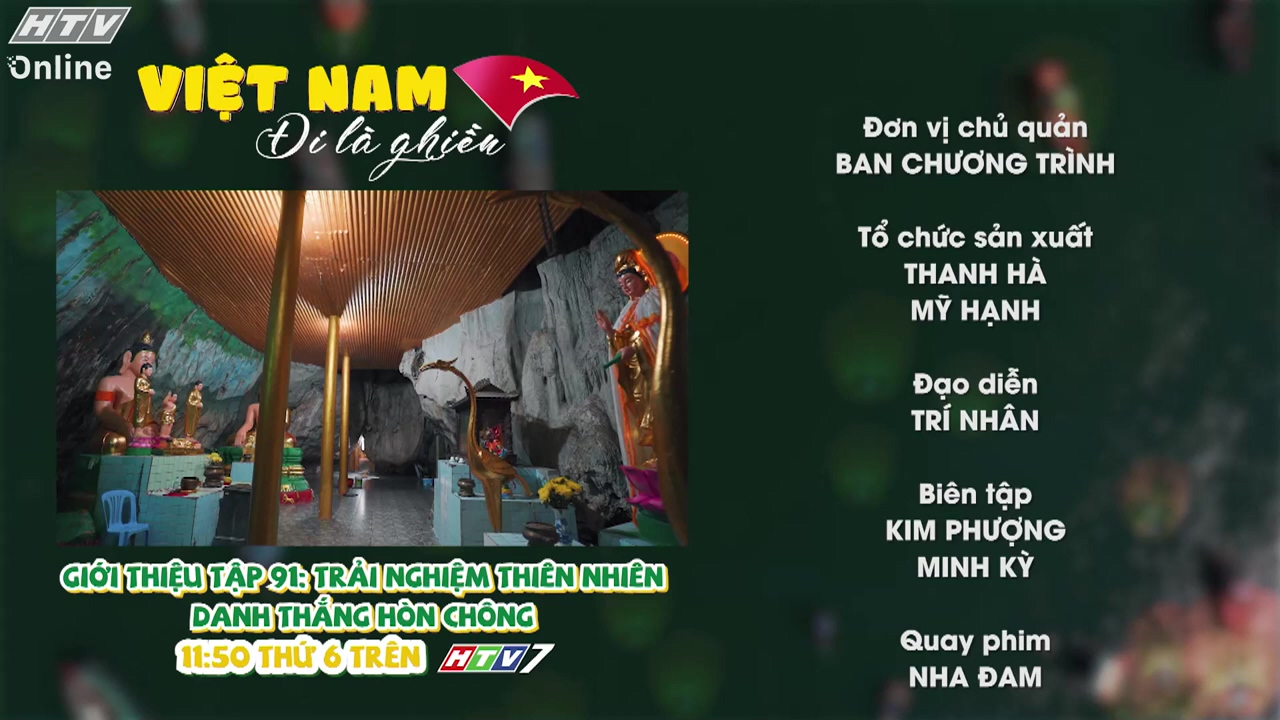 HTV
Online
VIỆT NAM
Đi là ghiền
GIỚI THIỆU TẬP 91: TRẢI NGHIỆM THIÊN NHIÊN
DANH THẮNG HÒN CHÔNG
11:50 THỨ 6 TRÊN HTV7
Đơn vị chủ quản
BAN CHƯƠNG TRÌNH
Tổ chức sản xuất
THANH HÀ
MỸ HẠNH
Đạo diễn
TRÍ NHÂN
Biên tập
KIM PHƯỢNG
MINH KỲ
Quay phim
NHA ĐAM